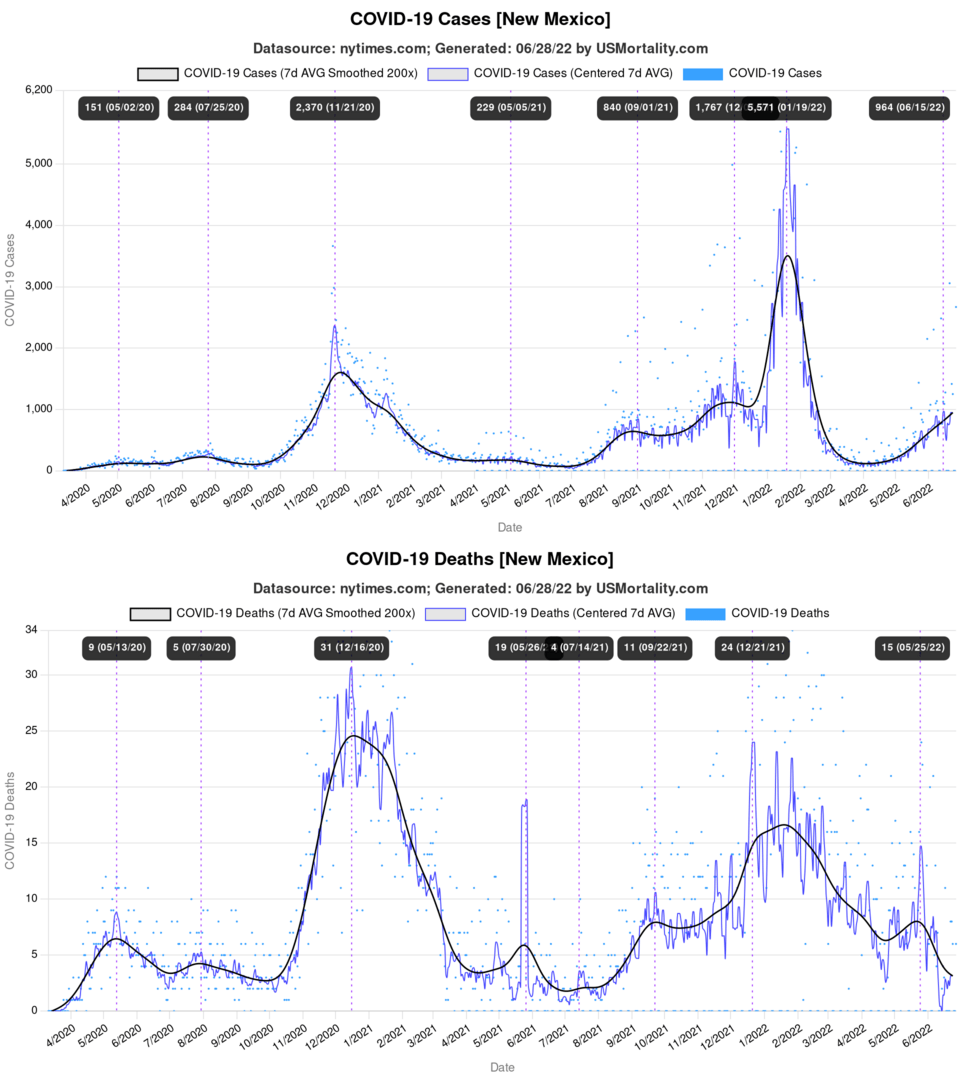 COVID-19 Cases [New Mexico]
Datasource: nytimes.com; Generated: 06/28/22 by USMortality.com
COVID-19 Cases (7d AVG Smoothed 200x) COVID-19 Cases (Centered 7d AVG) COVID-19 Cases
6,200
151 (05/02/20) 284 (07/25/20) 2,370 (11/21/20) 229 (05/05/21) 840 (09/01/21) 1,767 (12/ 5,571 (01/19/22) 964 (06/15/22)
5,000
4,000
3,000
2,000
1,000
0
COVID-19 Cases
4/2020 5/2020 6/2020 7/2020 8/2020 9/2020 10/2020 11/2020 12/2020 1/2021 2/2021 3/2021 4/2021 5/2021 6/2021 7/2021 8/2021 9/2021 10/2021 11/2021 12/2021 1/2022 2/2022 3/2022 4/2022 5/2022 6/2022
Date
COVID-19 Deaths [New Mexico]
Datasource: nytimes.com; Generated: 06/28/22 by USMortality.com
COVID-19 Deaths (7d AVG Smoothed 200x) COVID-19 Deaths (Centered 7d AVG) COVID-19 Deaths
34
9 (05/13/20) 5 (07/30/20) 31 (12/16/20) 19 (05/26/ 4 (07/14/21) 11 (09/22/21) 24 (12/21/21) 15 (05/25/22)
30
25
20
15
10
5
0
COVID-19 Deaths
4/2020 5/2020 6/2020 7/2020 8/2020 9/2020 10/2020 11/2020 12/2020 1/2021 2/2021 3/2021 4/2021 5/2021 6/2021 7/2021 8/2021 9/2021 10/2021 11/2021 12/2021 1/2022 2/2022 3/2022 4/2022 5/2022 6/2022
Date